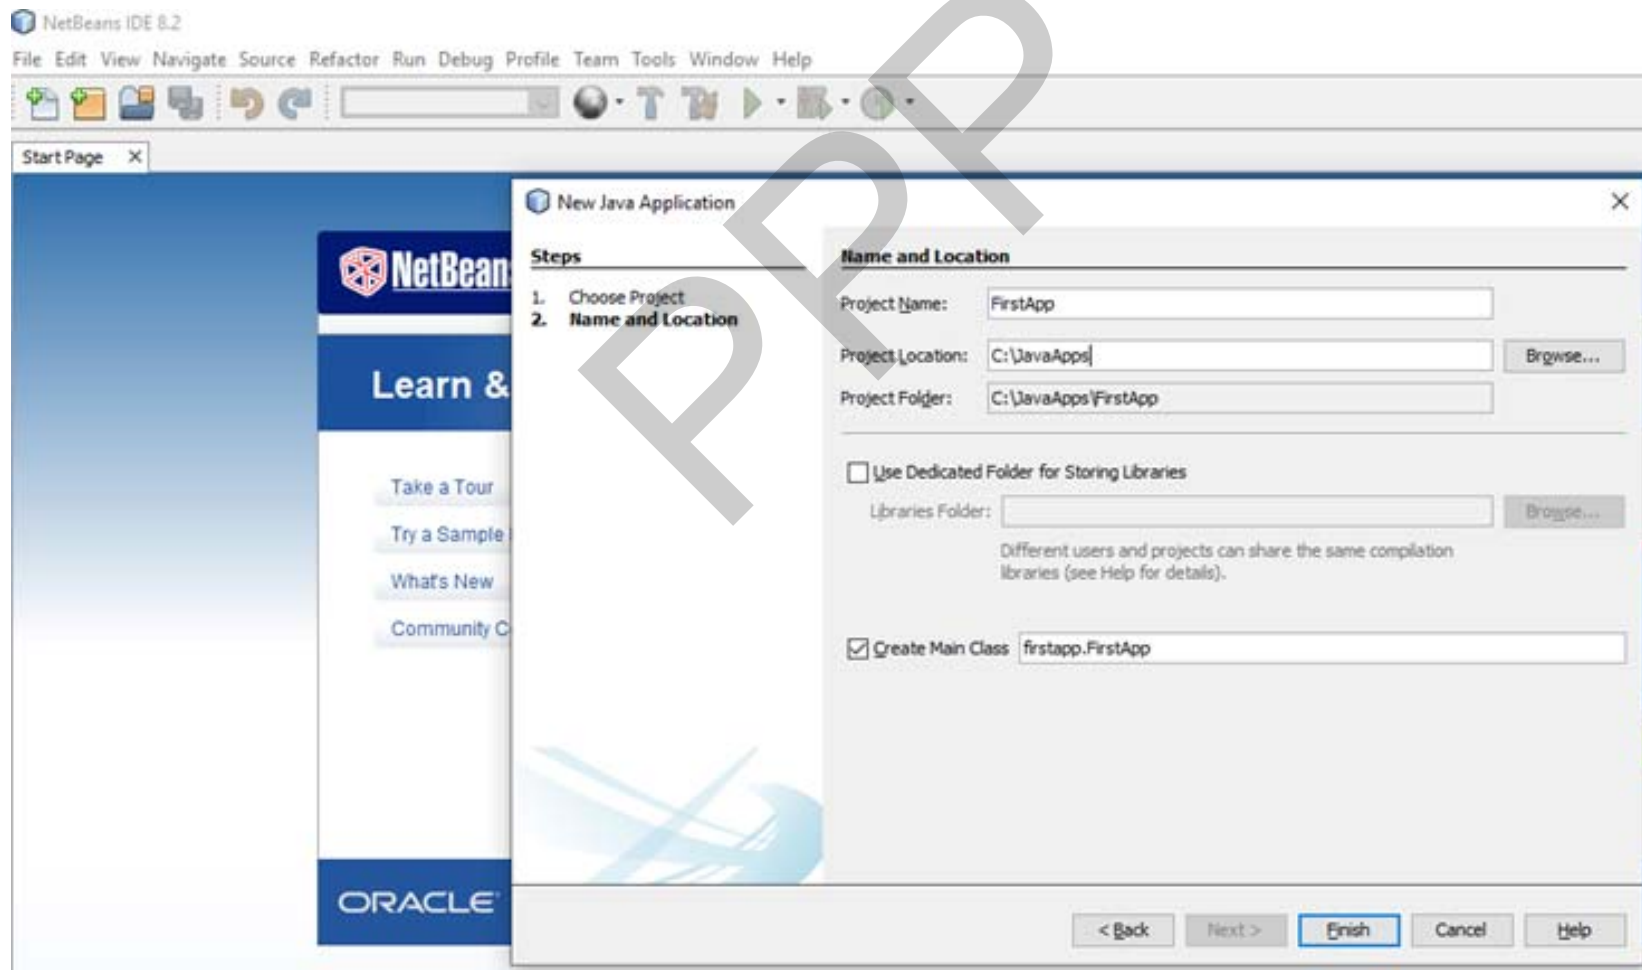 NetBeans IDE 8.2
File Edit View Navigate Source Refactor Run Debug Profile Team Tools Window Help
Start Page
New Java Application
NetBeans
Steps
1. Choose Project
2. Name and Location
Name and Location
Project Name: FirstApp
Project Location: C:\JavaApps Browse...
Project Folder: C:\JavaApps\FirstApp
Learn &
Use Dedicated Folder for Storing Libraries
Libraries Folder: Browse...
Different users and projects can share the same compilation
libraries (see Help for details).
Take a Tour
Try a Sample
What's New
Community
Create Main Class firstapp.FirstApp
ORACLE
< Back Next > Finish Cancel Help
PPP